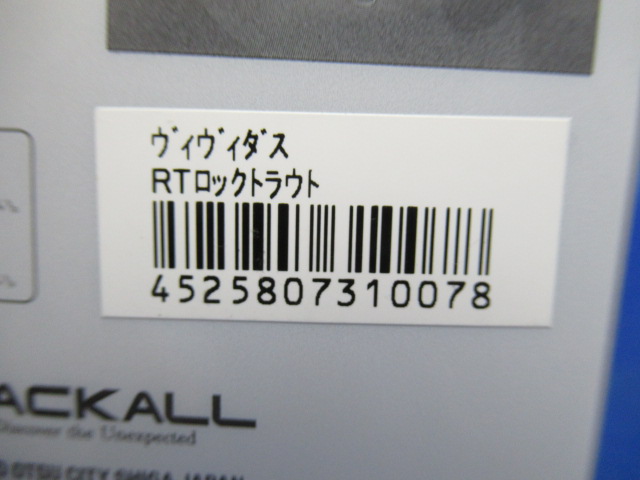 ヴィヴィダス
RTロックトラウト
4525807310078
ACKALL
Discover the Unexpected
OTSU CITY SHIGA JAPAN